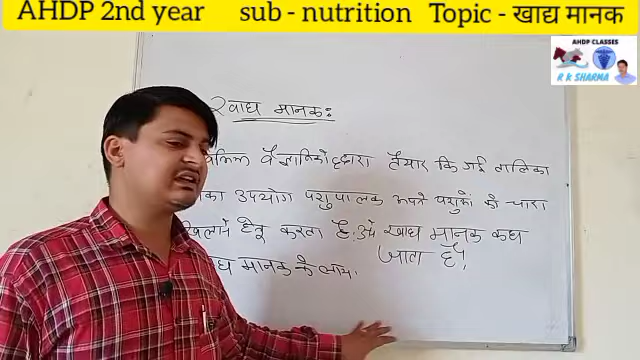 AHDP 2nd year sub - nutrition Topic - खाद्य मानक
AHDP CLASSES
R K SHARMA
खाद्य मानक :
वैज्ञानिकों द्वारा तैयार कि गई तालिका
उपयोग पशुपालक अपने पशुओं को चारा
खिलाने हेतू करता है, उसे खाद्य मानक कहा
जाता है।
मानक के लाभ.